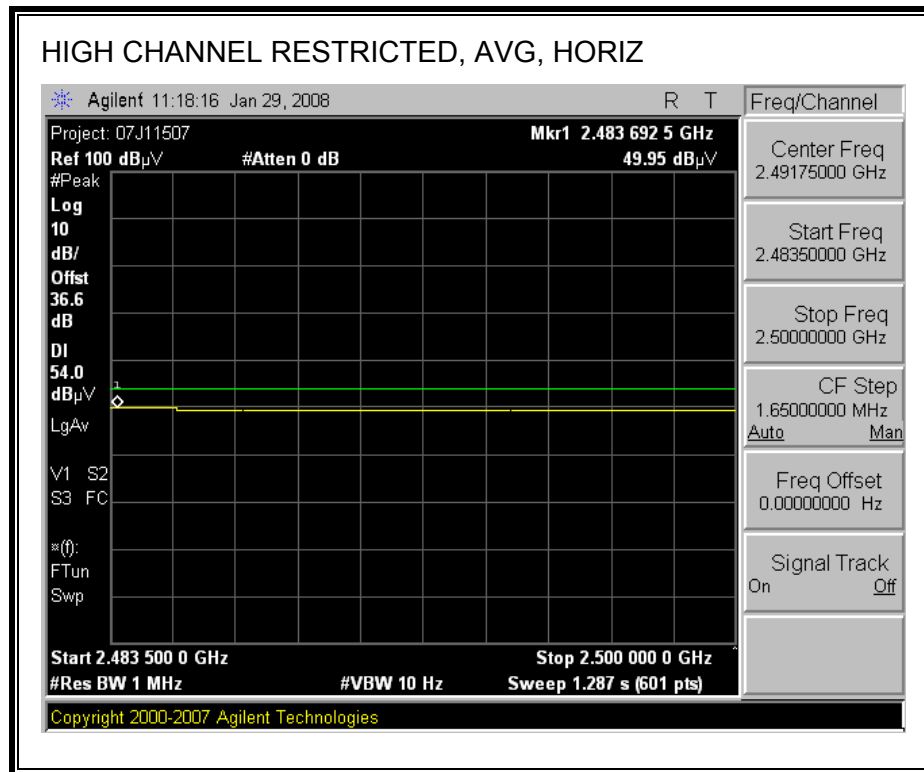 HIGH CHANNEL RESTRICTED, AVG, HORIZ
Agilent 11:18:16 Jan 29, 2008 R T
Freq/Channel
Project: 07J11507 Mkr1 2.483 692 5 GHz
Ref 100 dBµV #Atten 0 dB 49.95 dBµV
#Peak
Log
10
dB/
Offst
36.6
dB
DI
54.0
dBµV
LgAv
V1 S2
S3 FC
¤(f):
FTun
Swp
1
Start 2.483 500 0 GHz Stop 2.500 000 0 GHz
#Res BW 1 MHz #VBW 10 Hz Sweep 1.287 s (601 pts)
Copyright 2000-2007 Agilent Technologies
Center Freq
2.49175000 GHz
Start Freq
2.48350000 GHz
Stop Freq
2.50000000 GHz
CF Step
1.65000000 MHz
Auto Man
Freq Offset
0.00000000 Hz
Signal Track
On Off